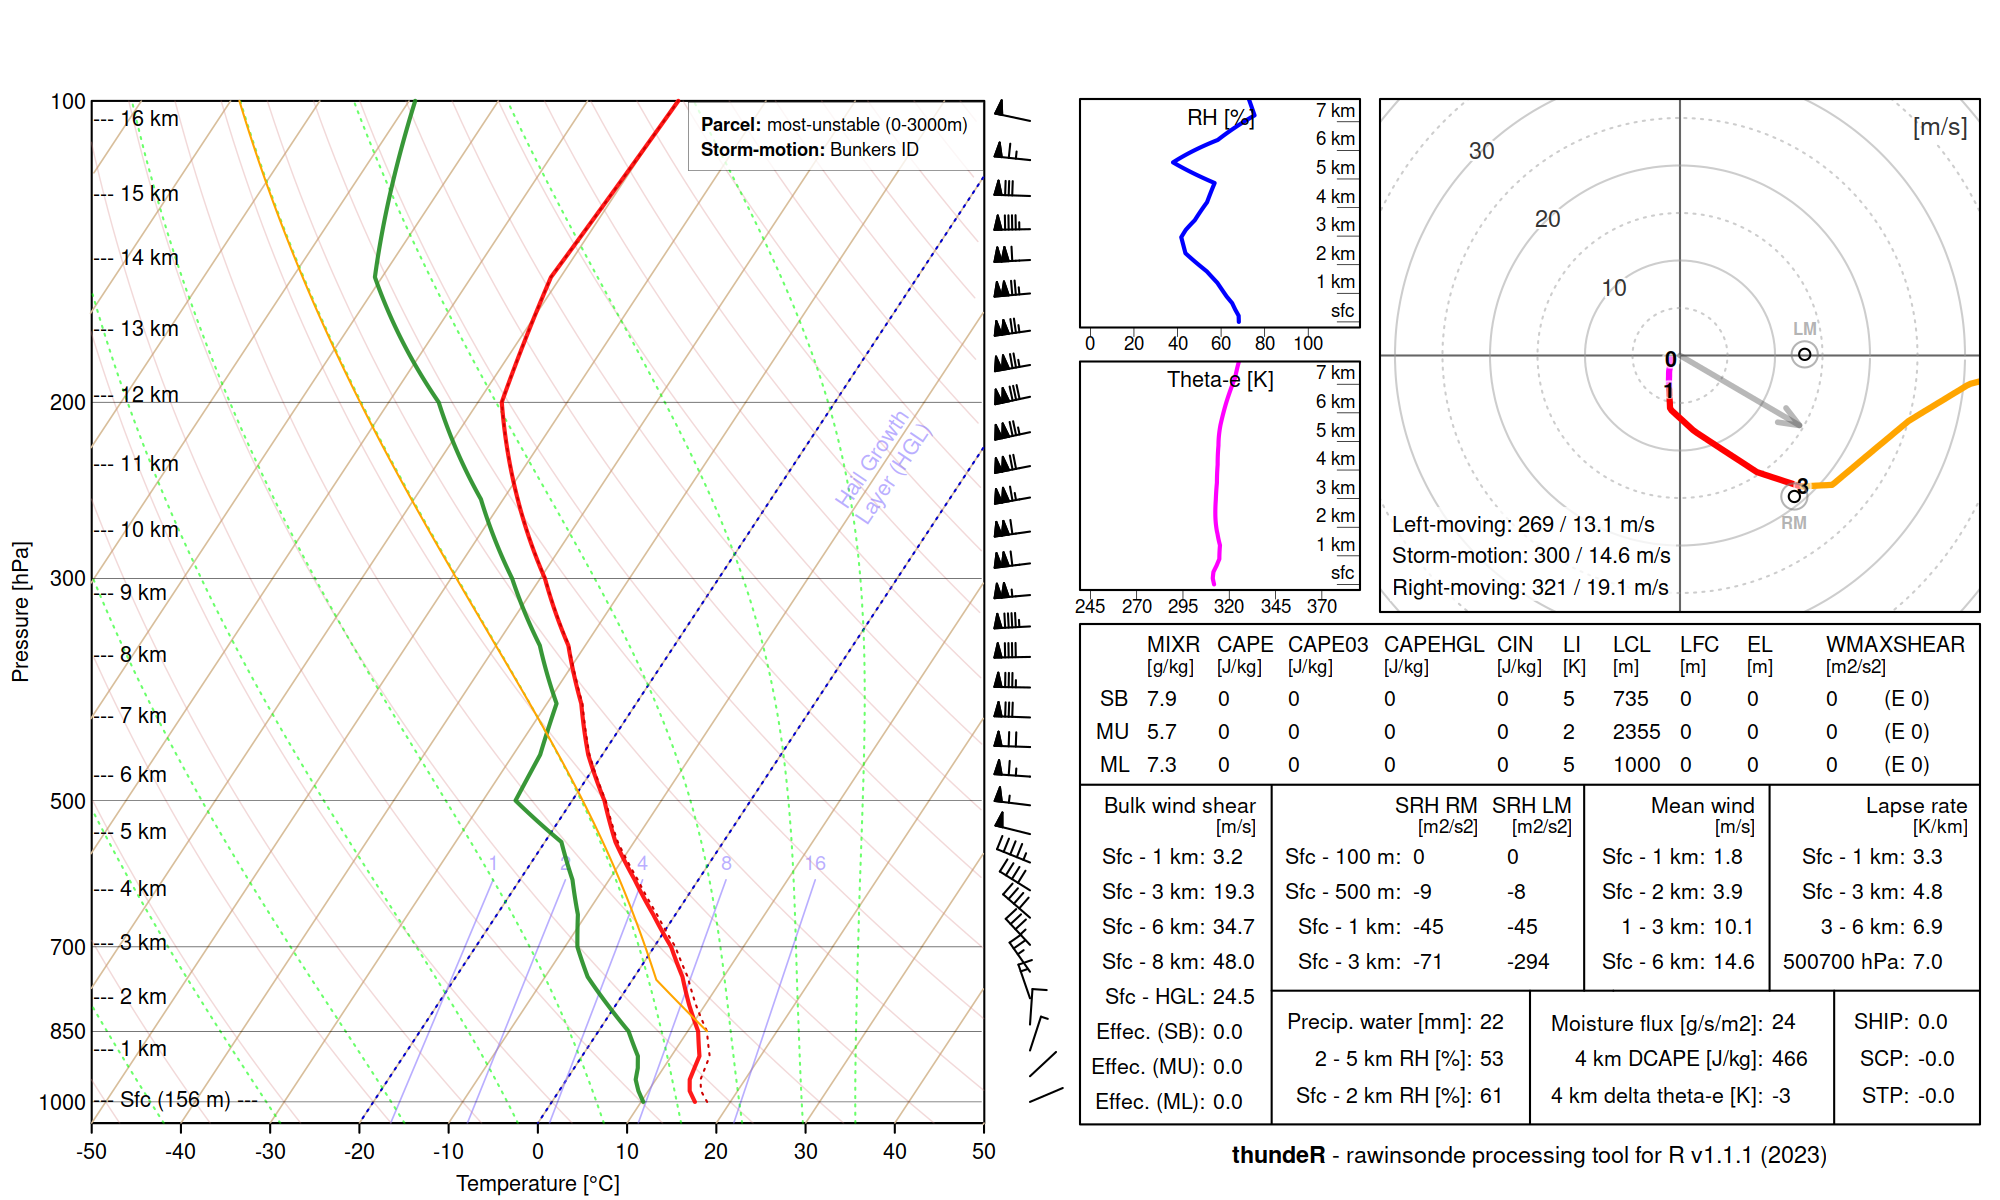 Parcel: most-unstable (0-3000m)
Storm-motion: Bunkers ID
Pressure [hPa]
100
200
300
500
700
850
1000
--- 16 km
--- 15 km
--- 14 km
--- 13 km
--- 12 km
--- 11 km
--- 10 km
--- 9 km
--- 8 km
--- 7 km
--- 6 km
--- 5 km
--- 4 km
--- 3 km
--- 2 km
--- 1 km
--- Sfc (156 m) ---
Hail Growth
Layer (HGL)
1 2 4 8 16
-50 -40 -30 -20 -10 0 10 20 30 40 50
Temperature [°C]
RH [%]
7 km
6 km
5 km
4 km
3 km
2 km
1 km
sfc
0 20 40 60 80 100
Theta-e [K]
7 km
6 km
5 km
4 km
3 km
2 km
1 km
sfc
245 270 295 320 345 370
[m/s]
30
20
10
LM
0
1
3
RM
Left-moving: 269 / 13.1 m/s
Storm-motion: 300 / 14.6 m/s
Right-moving: 321 / 19.1 m/s
MIXR CAPE CAPE03 CAPEHGL CIN LI LCL LFC EL WMAXSHEAR
[g/kg] [J/kg] [J/kg] [J/kg] [J/kg] [K] [m] [m] [m] [m2/s2]
SB 7.9 0 0 0 0 5 735 0 0 0 (E 0)
MU 5.7 0 0 0 0 2 2355 0 0 0 (E 0)
ML 7.3 0 0 0 0 5 1000 0 0 0 (E 0)
Bulk wind shear
[m/s]
Sfc - 1 km: 3.2
Sfc - 3 km: 19.3
Sfc - 6 km: 34.7
Sfc - 8 km: 48.0
Sfc - HGL: 24.5
Effec. (SB): 0.0
Effec. (MU): 0.0
Effec. (ML): 0.0
SRH RM SRH LM
[m2/s2] [m2/s2]
Sfc - 100 m: 0 0
Sfc - 500 m: -9 -8
Sfc - 1 km: -45 -45
Sfc - 3 km: -71 -294
Mean wind
[m/s]
Sfc - 1 km: 1.8
Sfc - 2 km: 3.9
1 - 3 km: 10.1
Sfc - 6 km: 14.6
Lapse rate
[K/km]
Sfc - 1 km: 3.3
Sfc - 3 km: 4.8
3 - 6 km: 6.9
500700 hPa: 7.0
Precip. water [mm]: 22
2 - 5 km RH [%]: 53
Sfc - 2 km RH [%]: 61
Moisture flux [g/s/m2]: 24
4 km DCAPE [J/kg]: 466
4 km delta theta-e [K]: -3
SHIP: 0.0
SCP: -0.0
STP: -0.0
thundeR - rawinsonde processing tool for R v1.1.1 (2023)